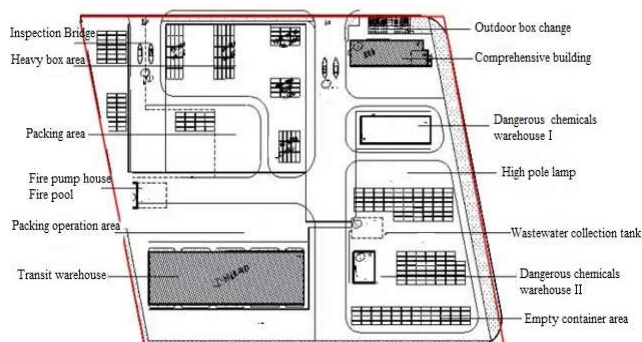 Inspection Bridge
Heavy box area
Packing area
Fire pump house
Fire pool
Packing operation area
Transit warehouse
Outdoor box change
Comprehensive building
Dangerous chemicals
warehouse I
High pole lamp
Wastewater collection tank
Dangerous chemicals
warehouse II
Empty container area